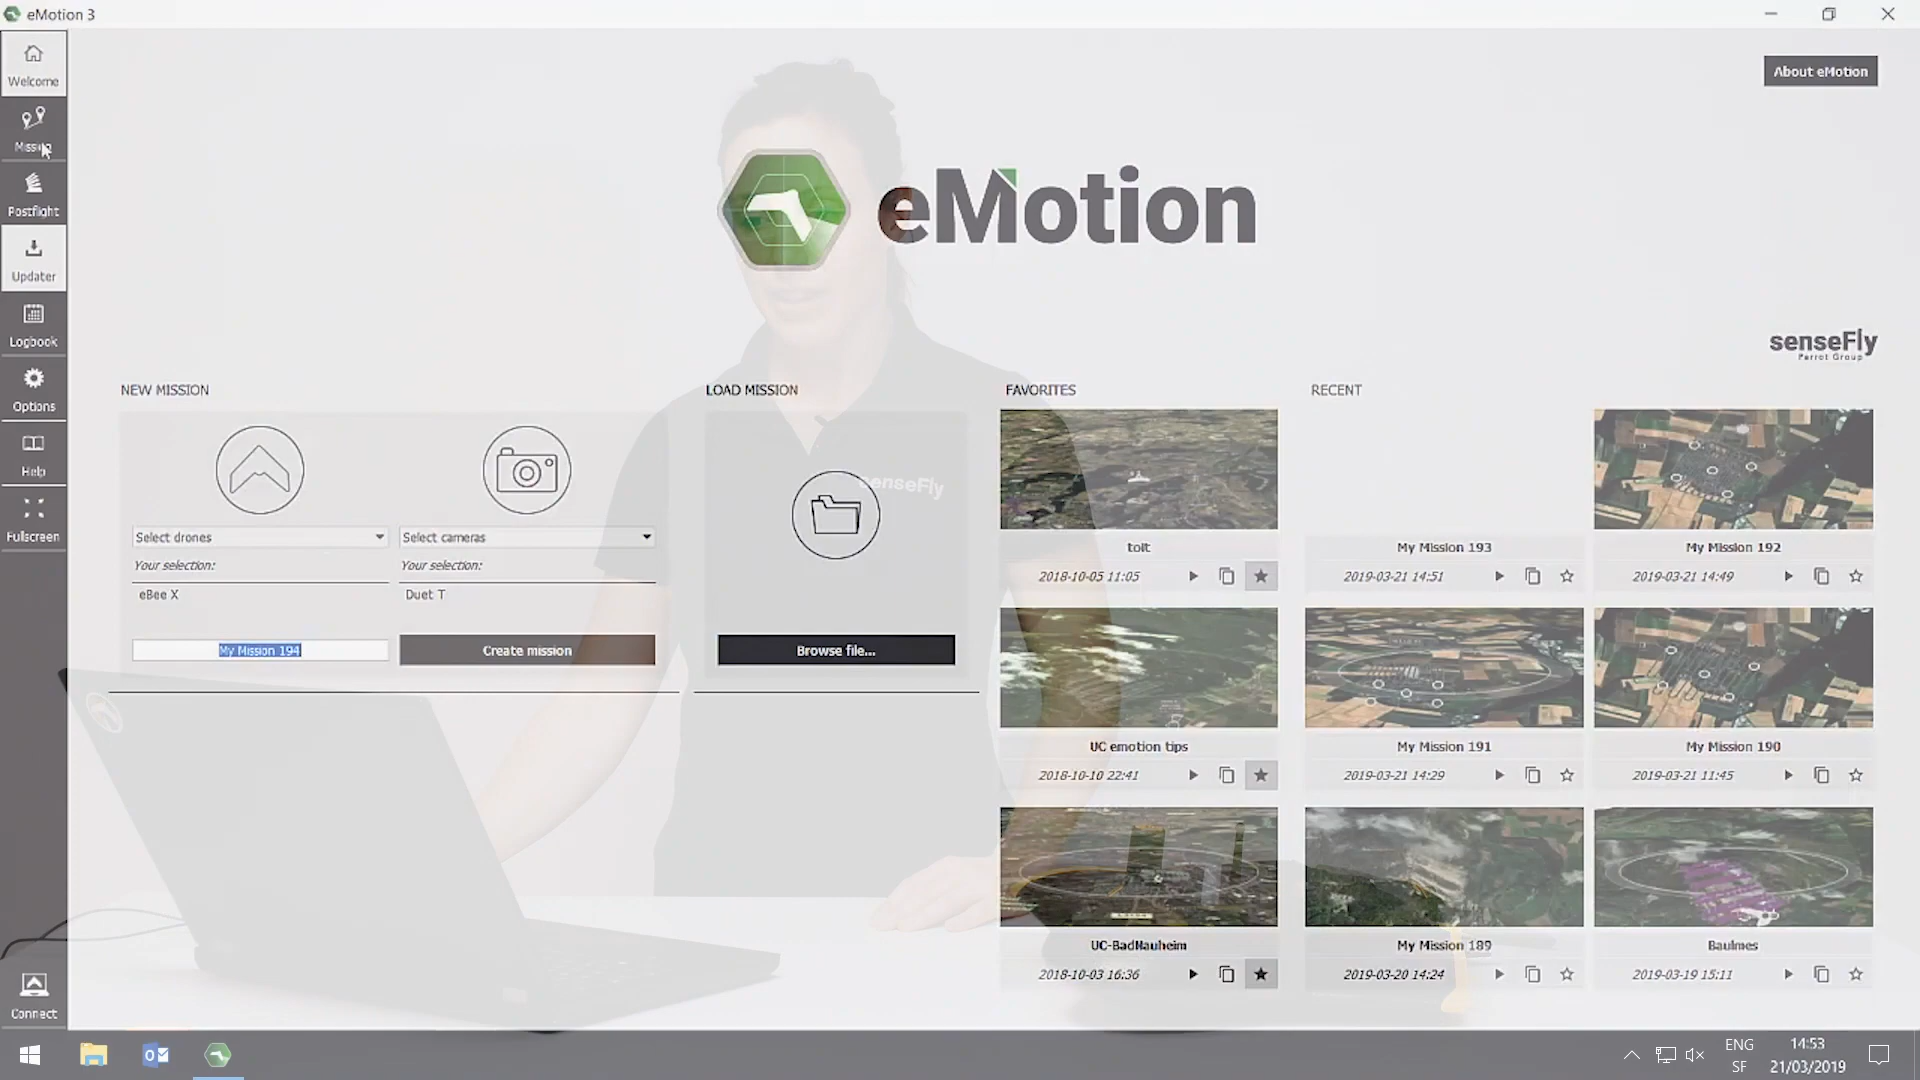 eMotion 3
Welcome
Mission
Postflight
Updater
Logbook
Options
Help
Fullscreen
Connect
About eMotion
eMotion
senseFly
Parrot Group
NEW MISSION
Select drones
Select cameras
Your selection:
Your selection:
eBee X
Duet T
My Mission 194
Create mission
LOAD MISSION
senseFly
Browse file...
FAVORITES
RECENT
toit
2018-10-05 11:05
My Mission 193
2019-03-21 14:51
My Mission 192
2019-03-21 14:49
UC emotion tips
2018-10-10 22:41
My Mission 191
2019-03-21 14:29
My Mission 190
2019-03-21 11:45
UC-BadNauheim
2018-10-03 16:36
My Mission 189
2019-03-20 14:24
Baulmes
2019-03-19 15:11
ENG
SF
14:53
21/03/2019